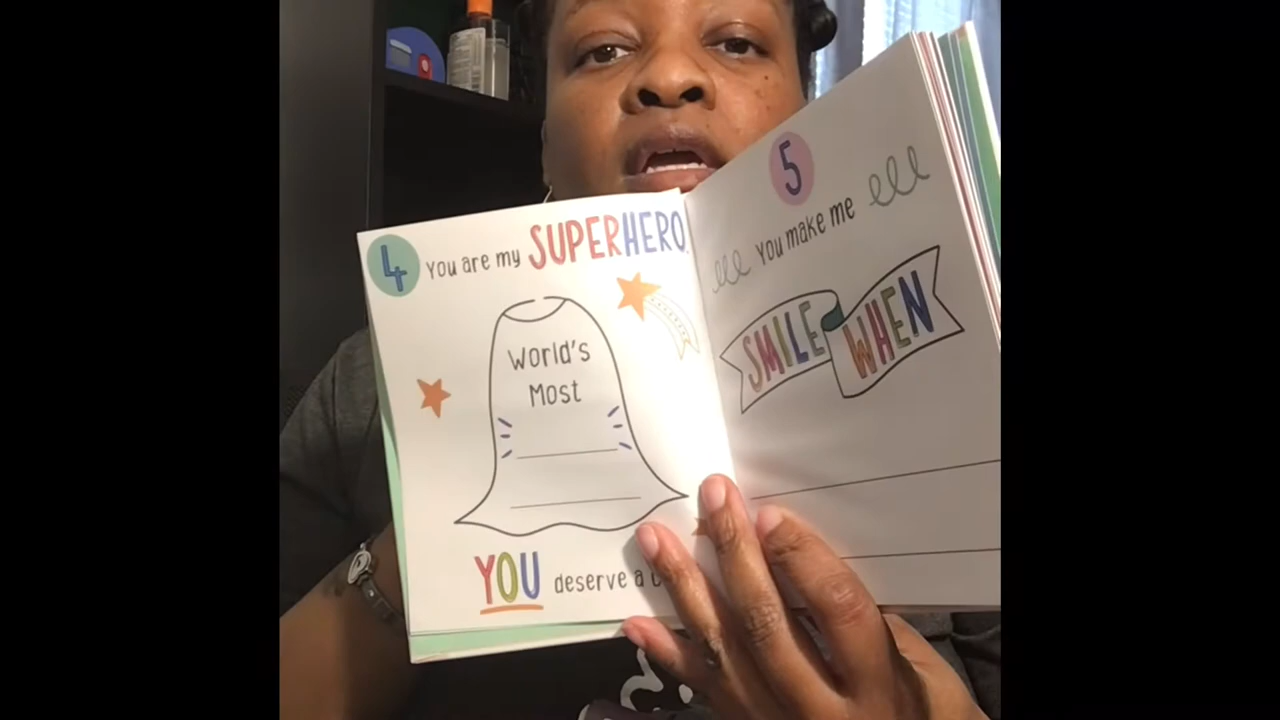 4 You are my SUPERHERO.
World's
Most
YOU deserve a
5
You make me
SMILE WHEN